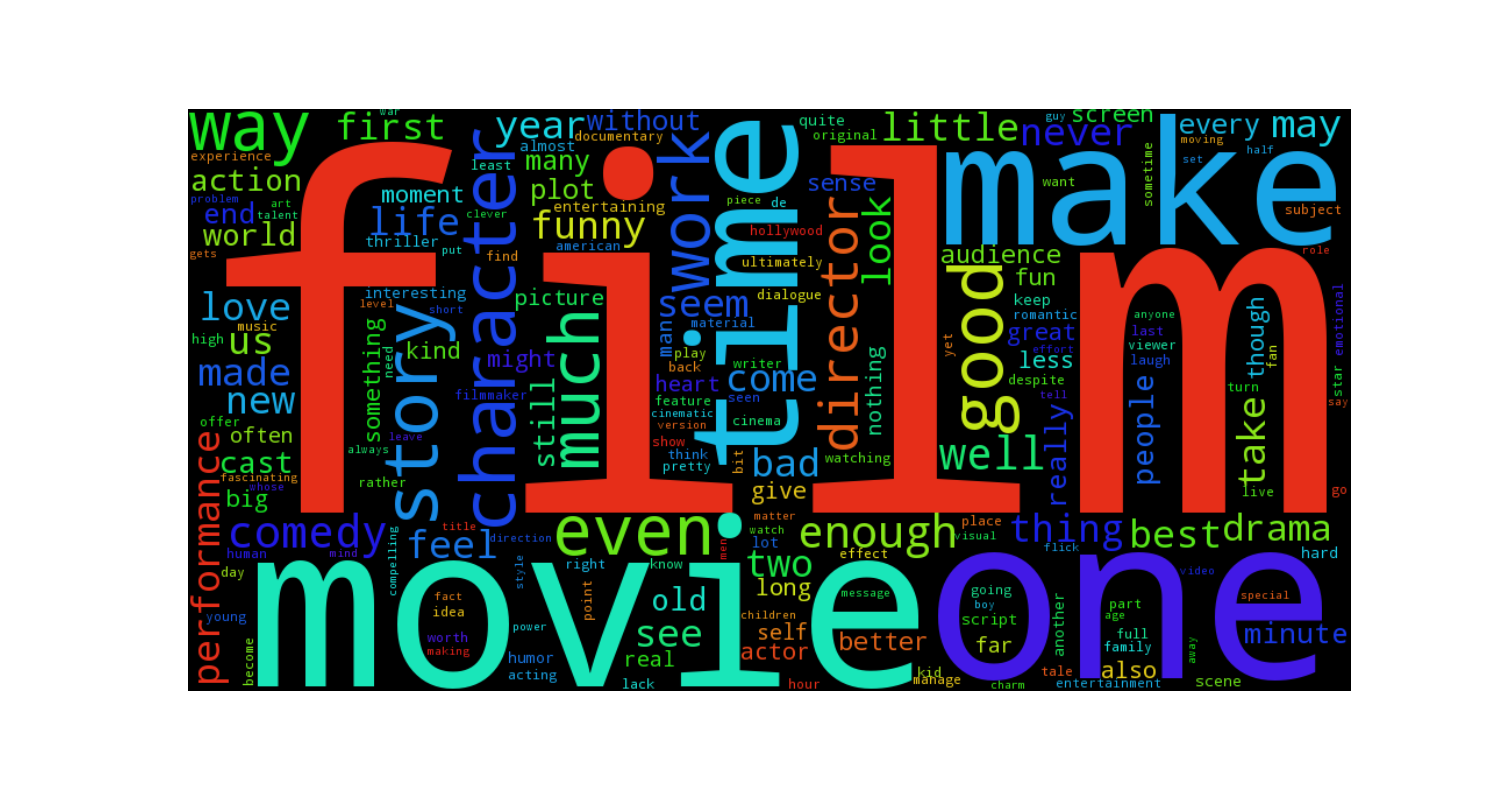 war
way
first
year
without
quite
little
never
guy
screen
every
may
documentary
original
moving
experience
almost
half
least
many
set
action
moment
plot
sense
want
sometime
problem
art
piece
de
end
talent
life
clever
entertaining
subject
world
funny
work
hollywood
look
thriller
american
put
find
gets
ultimately
audience
role
film
make
time
character
director
good
fun
love
interesting
picture
level
short
seem
dialogue
keep
romantic
anyone
emotional
music
material
great
last
though
high
us
kind
might
man
play
viewer
yet
fan
less
effort
laugh
need
something
story
much
back
writer
heart
come
nothing
despite
made
new
filmmaker
feature
seen
tell
turn
star
say
people
offer
cinematic
cinema
version
often
leave
still
show
take
performance
always
think
bit
well
really
cast
pretty
bad
watching
fascinating
whose
rather
big
give
live
go
comedy
title
even
matter
enough
place
thing
best
drama
feel
direction
watch
lot
visual
flick
human
mind
men
effect
hard
compelling
day
style
right
know
two
video
movie
one
long
point
message
going
fact
old
boy
part
special
young
idea
children
script
age
another
power
self
worth
see
better
far
full
minute
making
actor
family
become
humor
real
away
acting
kid
manage
tale
also
lack
hour
charm
entertainment
scene